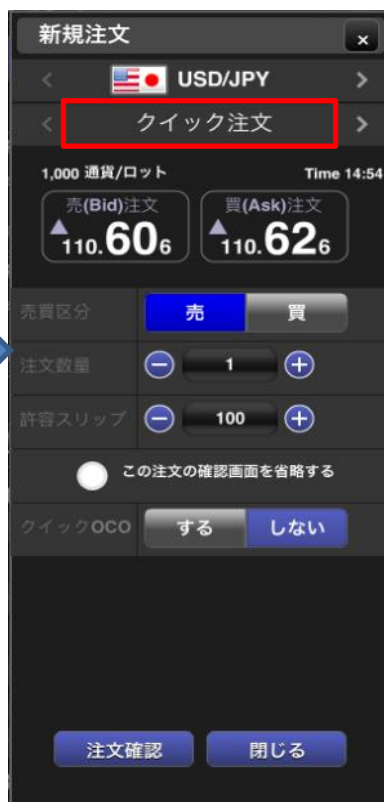 新規注文 ×
< USD/JPY >
< クイック注文 >
1,000 通貨/ロット Time 14:54
売(Bid)注文 買(Ask)注文
110.606 110.626
売買区分 売 買
注文数量 1
許容スリップ 100
この注文の確認画面を省略する
クイックOCO する しない
注文確認 閉じる